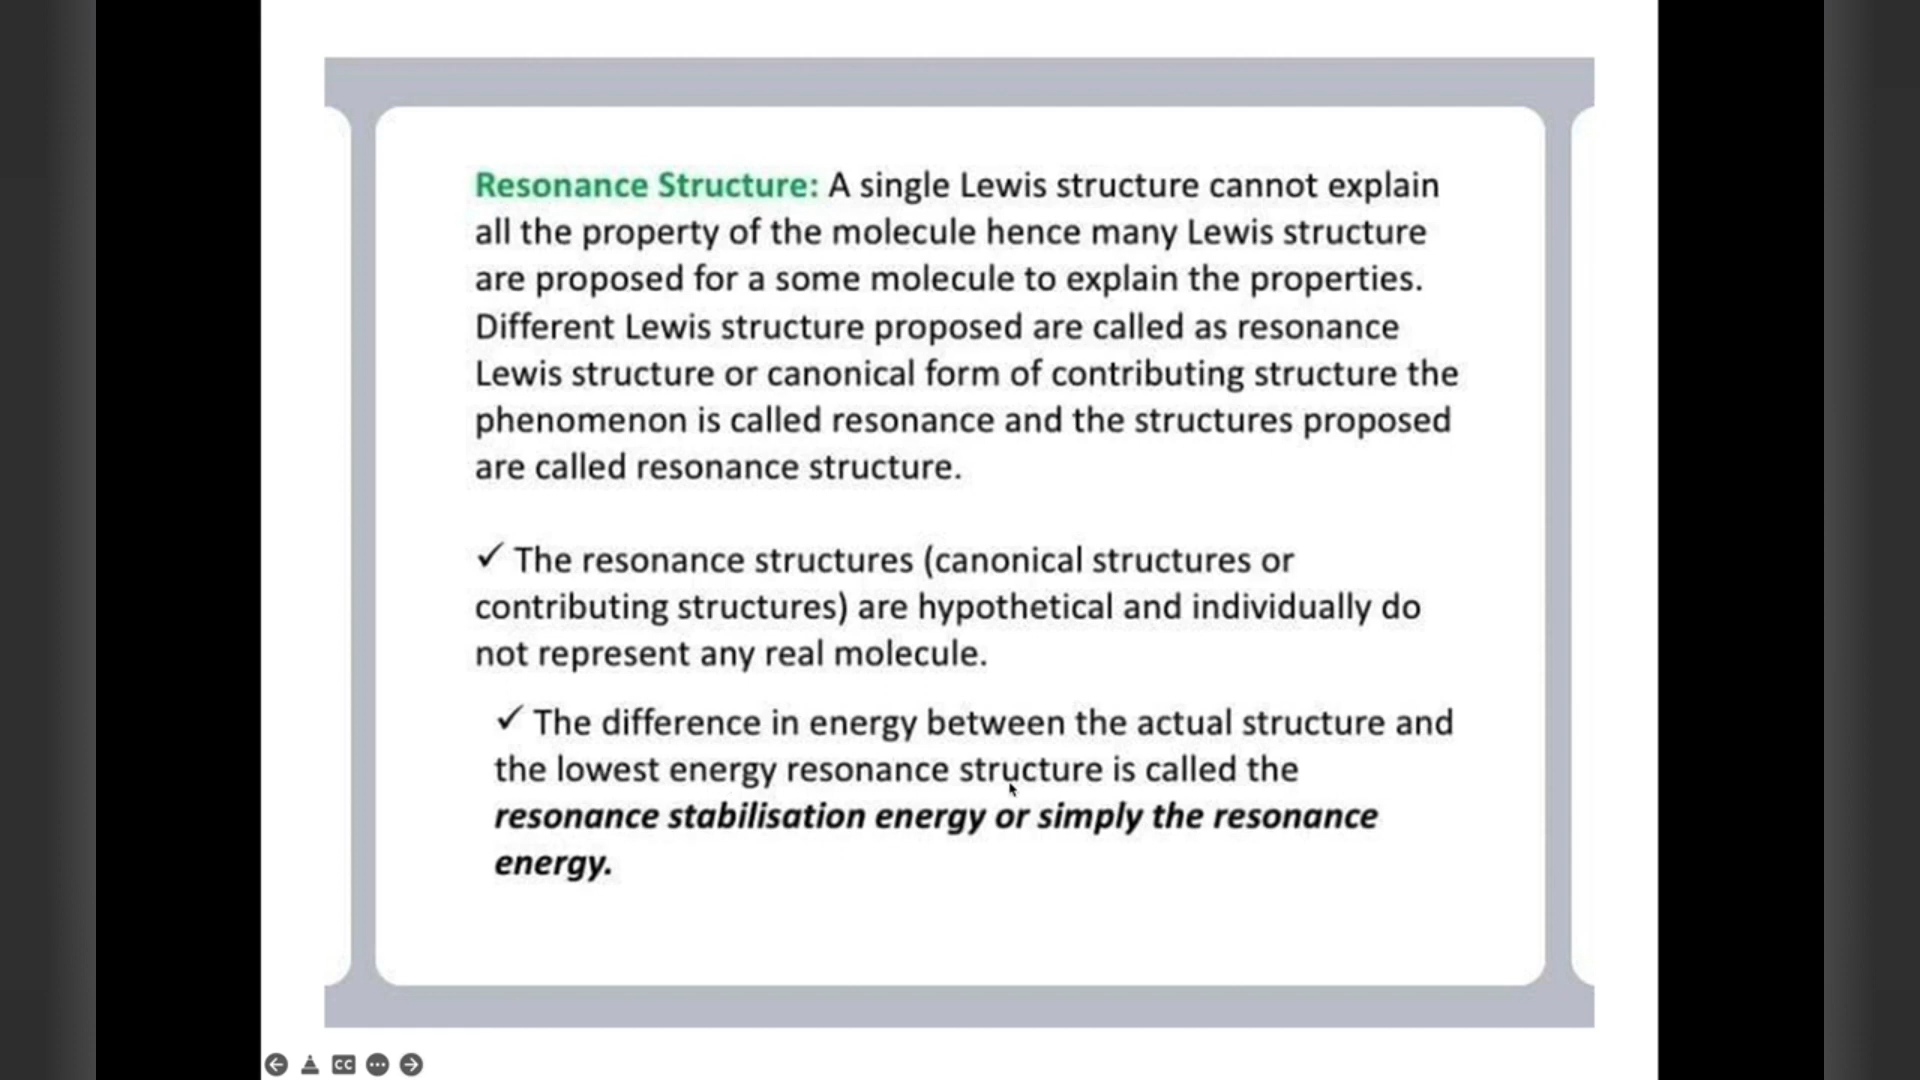 Resonance Structure: A single Lewis structure cannot explain
all the property of the molecule hence many Lewis structure
are proposed for a some molecule to explain the properties.
Different Lewis structure proposed are called as resonance
Lewis structure or canonical form of contributing structure the
phenomenon is called resonance and the structures proposed
are called resonance structure.
✓ The resonance structures (canonical structures or
contributing structures) are hypothetical and individually do
not represent any real molecule.
✓ The difference in energy between the actual structure and
the lowest energy resonance structure is called the
resonance stabilisation energy or simply the resonance
energy.
CC